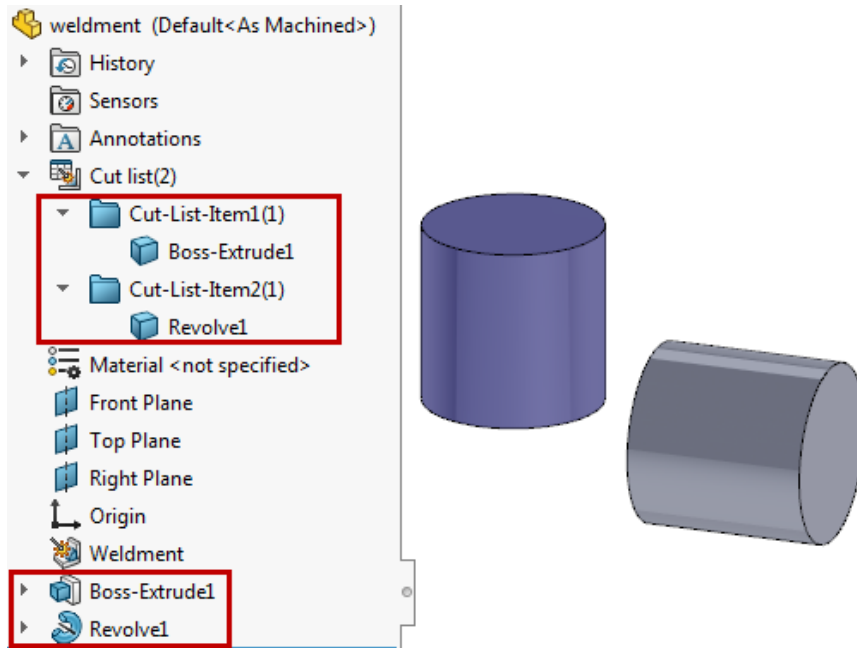 weldment (Default<As Machined>)
History
Sensors
A Annotations
Cut list(2)
Cut-List-Item1(1)
Boss-Extrude1
Cut-List-Item2(1)
Revolve1
Material <not specified>
Front Plane
Top Plane
Right Plane
Origin
Weldment
Boss-Extrude1
Revolve1